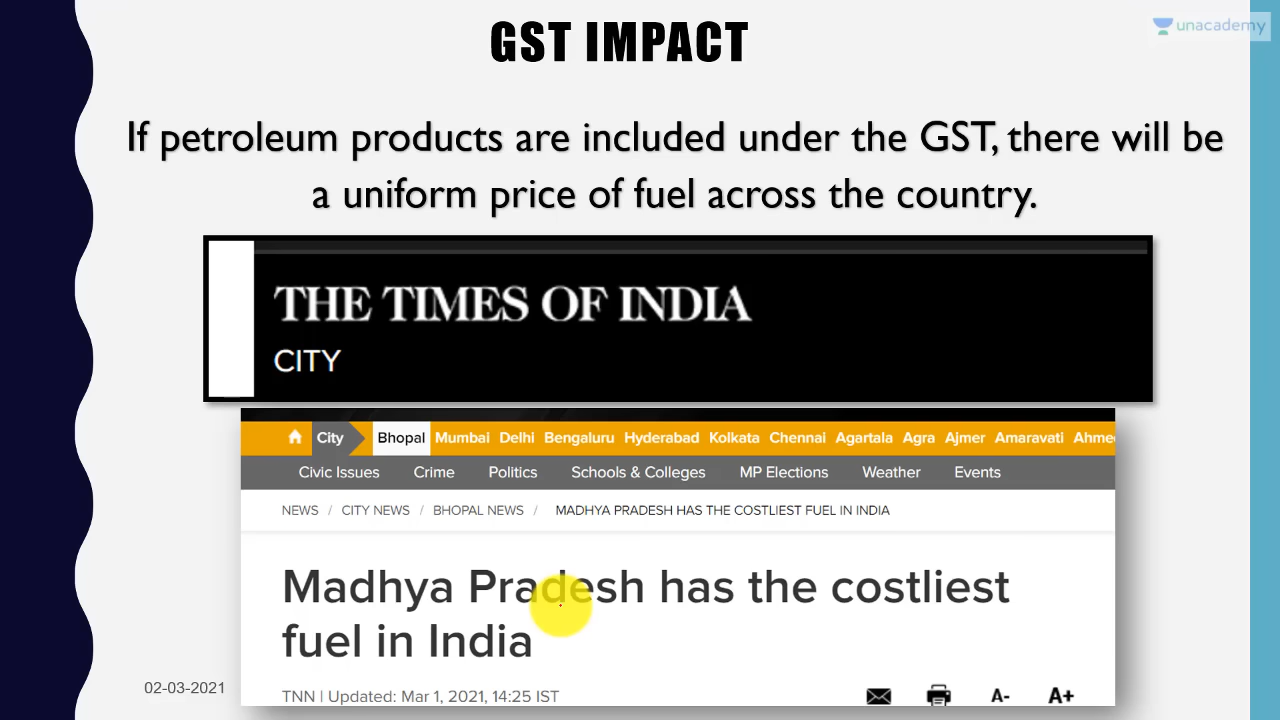 GST IMPACT
unacademy
If petroleum products are included under the GST, there will be
a uniform price of fuel across the country.
THE TIMES OF INDIA
CITY
City Bhopal Mumbai Delhi Bengaluru Hyderabad Kolkata Chennai Agartala Agra Ajmer Amaravati Ahme
Civic Issues Crime Politics Schools & Colleges MP Elections Weather Events
NEWS / CITY NEWS / BHOPAL NEWS / MADHYA PRADESH HAS THE COSTLIEST FUEL IN INDIA
Madhya Pradesh has the costliest
fuel in India
02-03-2021
TNN | Updated: Mar 1, 2021, 14:25 IST A- A+